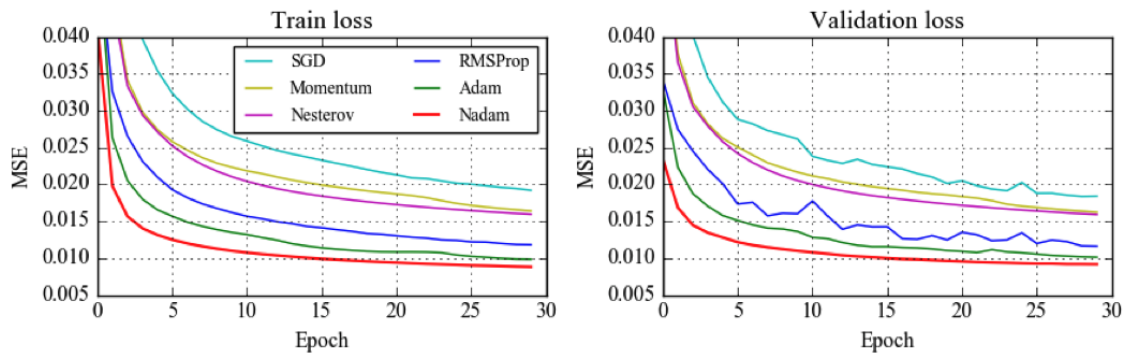 Train loss
MSE
0.040
0.035
0.030
0.025
0.020
0.015
0.010
0.005
SGD RMSProp
Momentum Adam
Nesterov Nadam
0 5 10 15 20 25 30
Epoch
Validation loss
MSE
0.040
0.035
0.030
0.025
0.020
0.015
0.010
0.005
0 5 10 15 20 25 30
Epoch